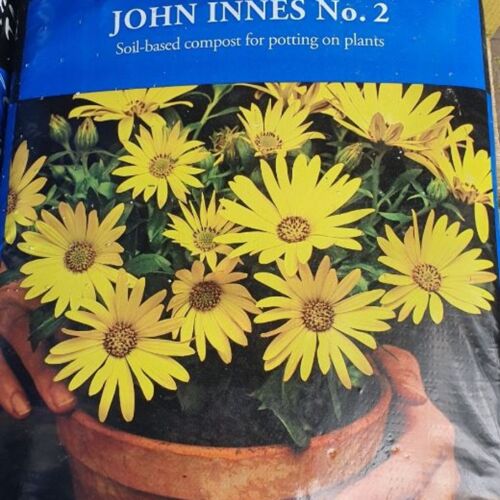 JOHN INNES No. 2
Soil-based compost for potting on plants